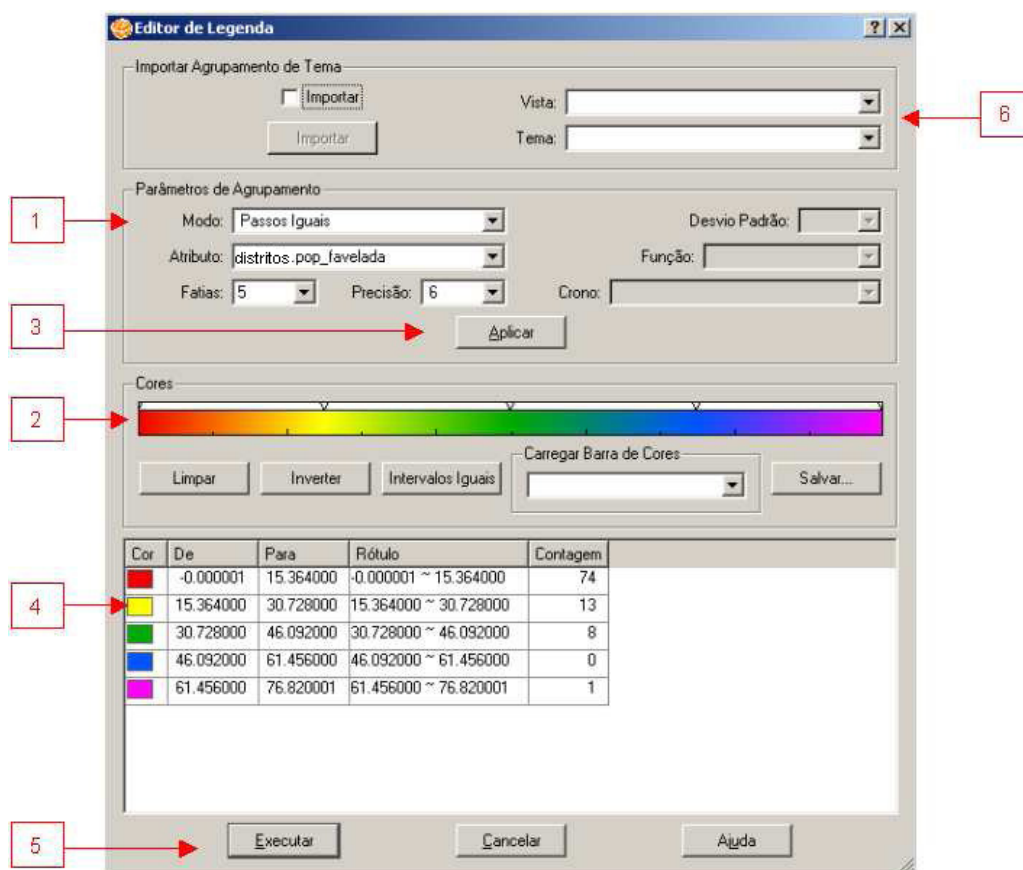 Editor de Legenda
Importar Agrupamento de Tema
Importar
Vista:
Importar
Tema:
6
Parâmetros de Agrupamento
1
Modo: Passos Iguais
Desvio Padrão:
Atributo: distritos.pop_favelada
Função:
Fatias: 5 Precisão: 6 Crono:
3
Aplicar
Cores
2
Carregar Barra de Cores
Limpar Inverter Intervalos Iguais Salvar...
Cor De Para Rótulo Contagem
-0.000001 15.364000 -0.000001 ~ 15.364000 74
4
15.364000 30.728000 15.364000 ~ 30.728000 13
30.728000 46.092000 30.728000 ~ 46.092000 8
46.092000 61.456000 46.092000 ~ 61.456000 0
61.456000 76.820001 61.456000 ~ 76.820001 1
5
Executar Cancelar Ajuda